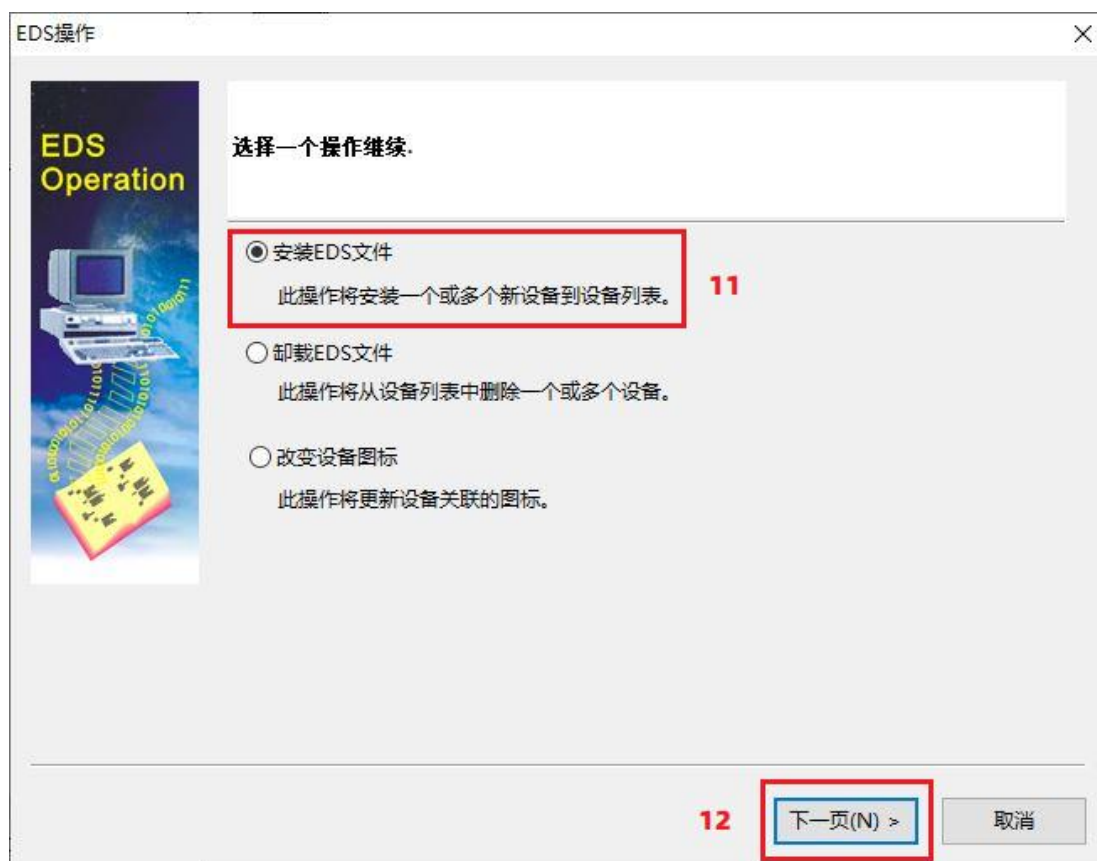 EDS操作
EDS
Operation
选择一个操作继续.
安装EDS文件
此操作将安装一个或多个新设备到设备列表。
11
卸载EDS文件
此操作将从设备列表中删除一个或多个设备。
改变设备图标
此操作将更新设备关联的图标。
12
下一页(N) >
取消